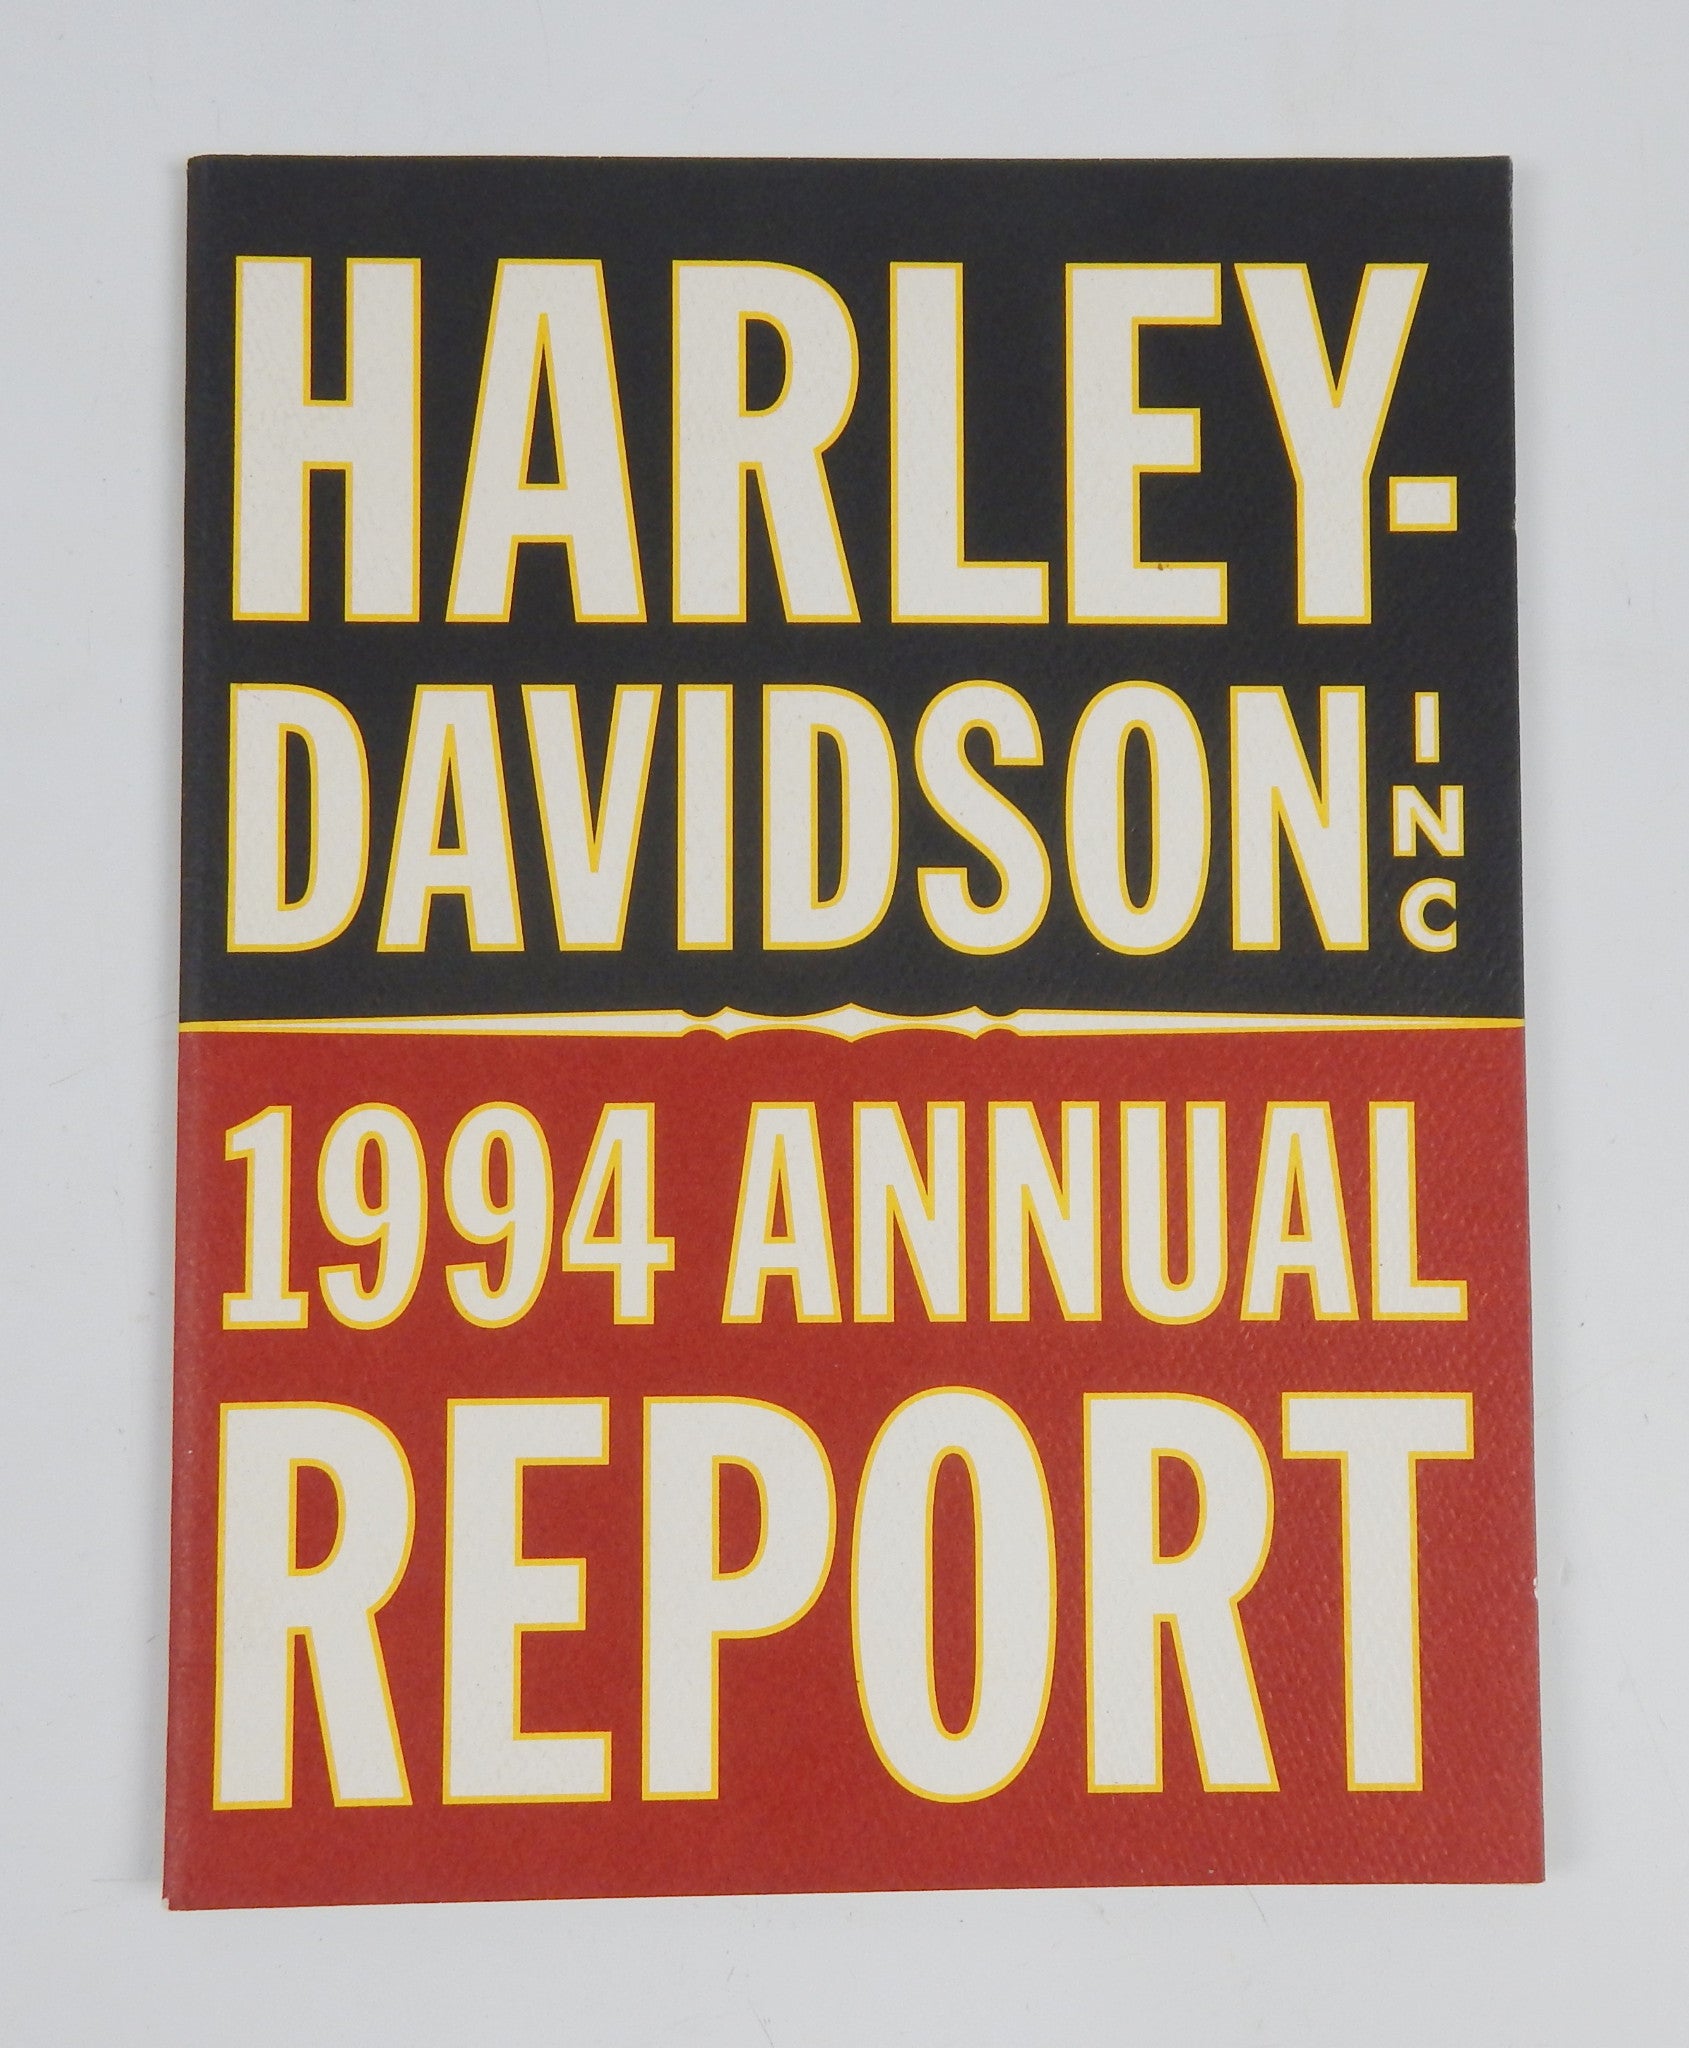 HARLEY-
DAVIDSON INC
1994 ANNUAL
REPORT